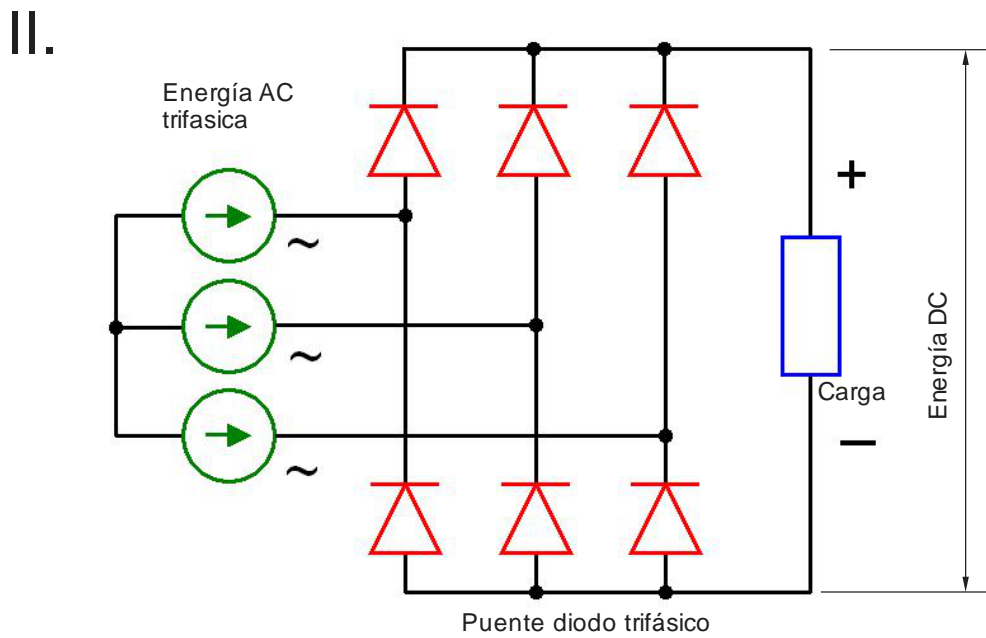 II.
Energía AC
trifasica
~
~
~
+
Carga
−
Energía DC
Puente diodo trifásico